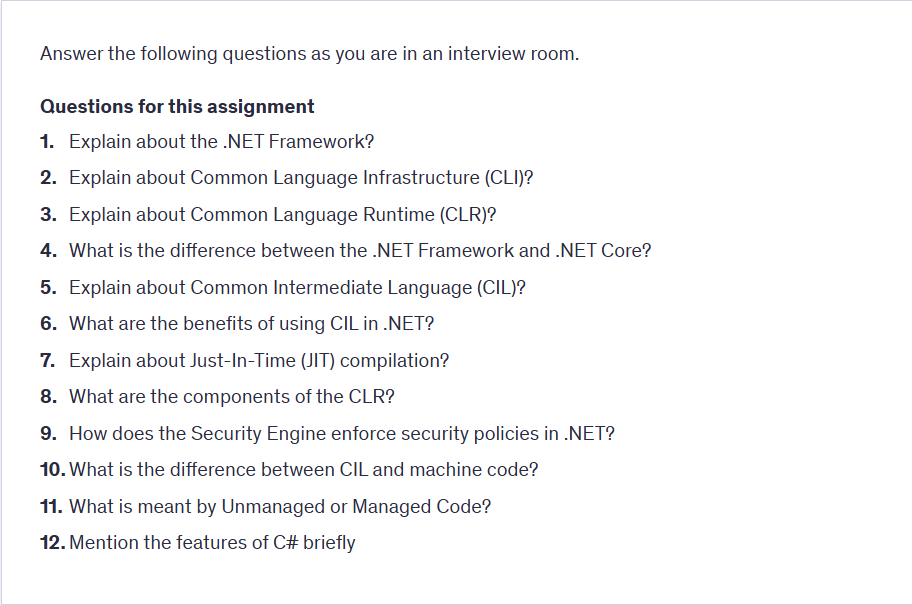 Answer the following questions as you are in an interview room.
Questions for this assignment
1. Explain about the .NET Framework?
2. Explain about Common Language Infrastructure (CLI)?
3. Explain about Common Language Runtime (CLR)?
4. What is the difference between the .NET Framework and .NET Core?
5. Explain about Common Intermediate Language (CIL)?
6. What are the benefits of using CIL in .NET?
7. Explain about Just-In-Time (JIT) compilation?
8. What are the components of the CLR?
9. How does the Security Engine enforce security policies in .NET?
10. What is the difference between CIL and machine code?
11. What is meant by Unmanaged or Managed Code?
12. Mention the features of C# briefly